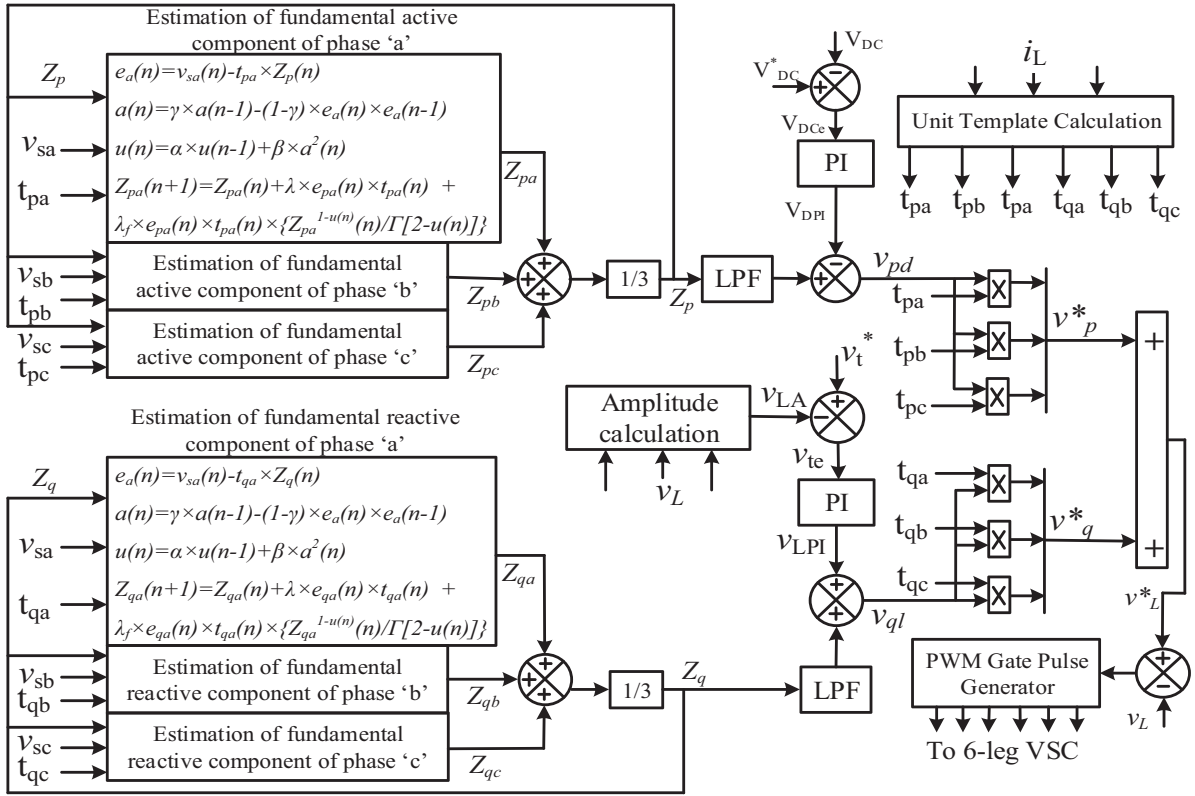 Estimation of fundamental active
component of phase ‘a’
Z_p
v_sa
t_pa
e_a(n)=v_sa(n)-t_pa×Z_p(n)
a(n)=γ×a(n-1)-(1-γ)×e_a(n)×e_a(n-1)
u(n)=α×u(n-1)+β×a^2(n)
Z_pa(n+1)=Z_pa(n)+λ×e_pa(n)×t_pa(n) +
λ_f×e_pa(n)×t_pa(n)×{Z_pa^1-u(n)(n)/Γ[2-u(n)]}
Z_pa
v_sb
t_pb
Estimation of fundamental
active component of phase ‘b’
Z_pb
v_sc
t_pc
Estimation of fundamental
active component of phase ‘c’
Z_pc
+
+
+
1/3
Z_p
LPF
V_DC
V^*_DC
-
+
V_DCe
PI
V_DPI
-
+
v_pd
i_L
Unit Template Calculation
t_pa
t_pb
t_pa
t_qa
t_qb
t_qc
t_pa
t_pb
t_pc
X
X
X
v*_p
+
+
v_t^*
Amplitude
calculation
v_L
v_LA
+
-
v_te
PI
v_LPI
+
+
v_ql
t_qa
t_qb
t_qc
X
X
X
v*_q
v*_L
+
-
v_L
PWM Gate Pulse
Generator
To 6-leg VSC
Estimation of fundamental reactive
component of phase ‘a’
Z_q
v_sa
t_qa
e_a(n)=v_sa(n)-t_qa×Z_q(n)
a(n)=γ×a(n-1)-(1-γ)×e_a(n)×e_a(n-1)
u(n)=α×u(n-1)+β×a^2(n)
Z_qa(n+1)=Z_qa(n)+λ×e_qa(n)×t_qa(n) +
λ_f×e_qa(n)×t_qa(n)×{Z_qa^1-u(n)(n)/Γ[2-u(n)]}
Z_qa
v_sb
t_qb
Estimation of fundamental
reactive component of phase ‘b’
Z_qb
v_sc
t_qc
Estimation of fundamental
reactive component of phase ‘c’
Z_qc
+
+
+
1/3
Z_q
LPF